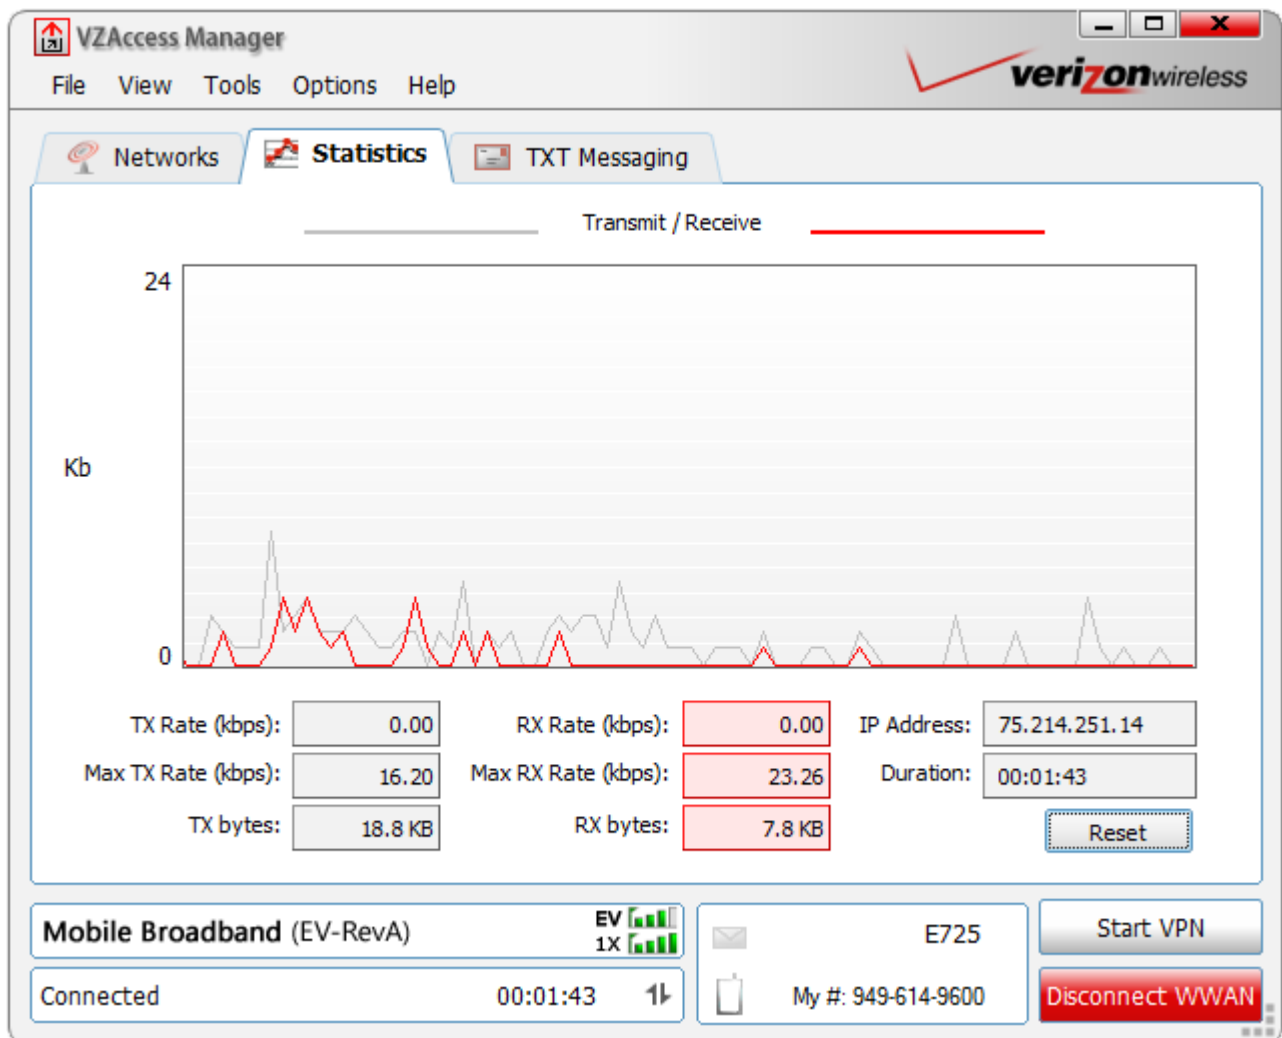 VZAccess Manager
verizonwireless
File View Tools Options Help
Networks Statistics TXT Messaging
Transmit / Receive
24
Kb
0
TX Rate (kbps): 0.00 RX Rate (kbps): 0.00 IP Address: 75.214.251.14
Max TX Rate (kbps): 16.20 Max RX Rate (kbps): 23.26 Duration: 00:01:43
TX bytes: 18.8 KB RX bytes: 7.8 KB Reset
Mobile Broadband (EV-RevA) EV
1X
E725 Start VPN
Connected 00:01:43 My #: 949-614-9600 Disconnect WWAN